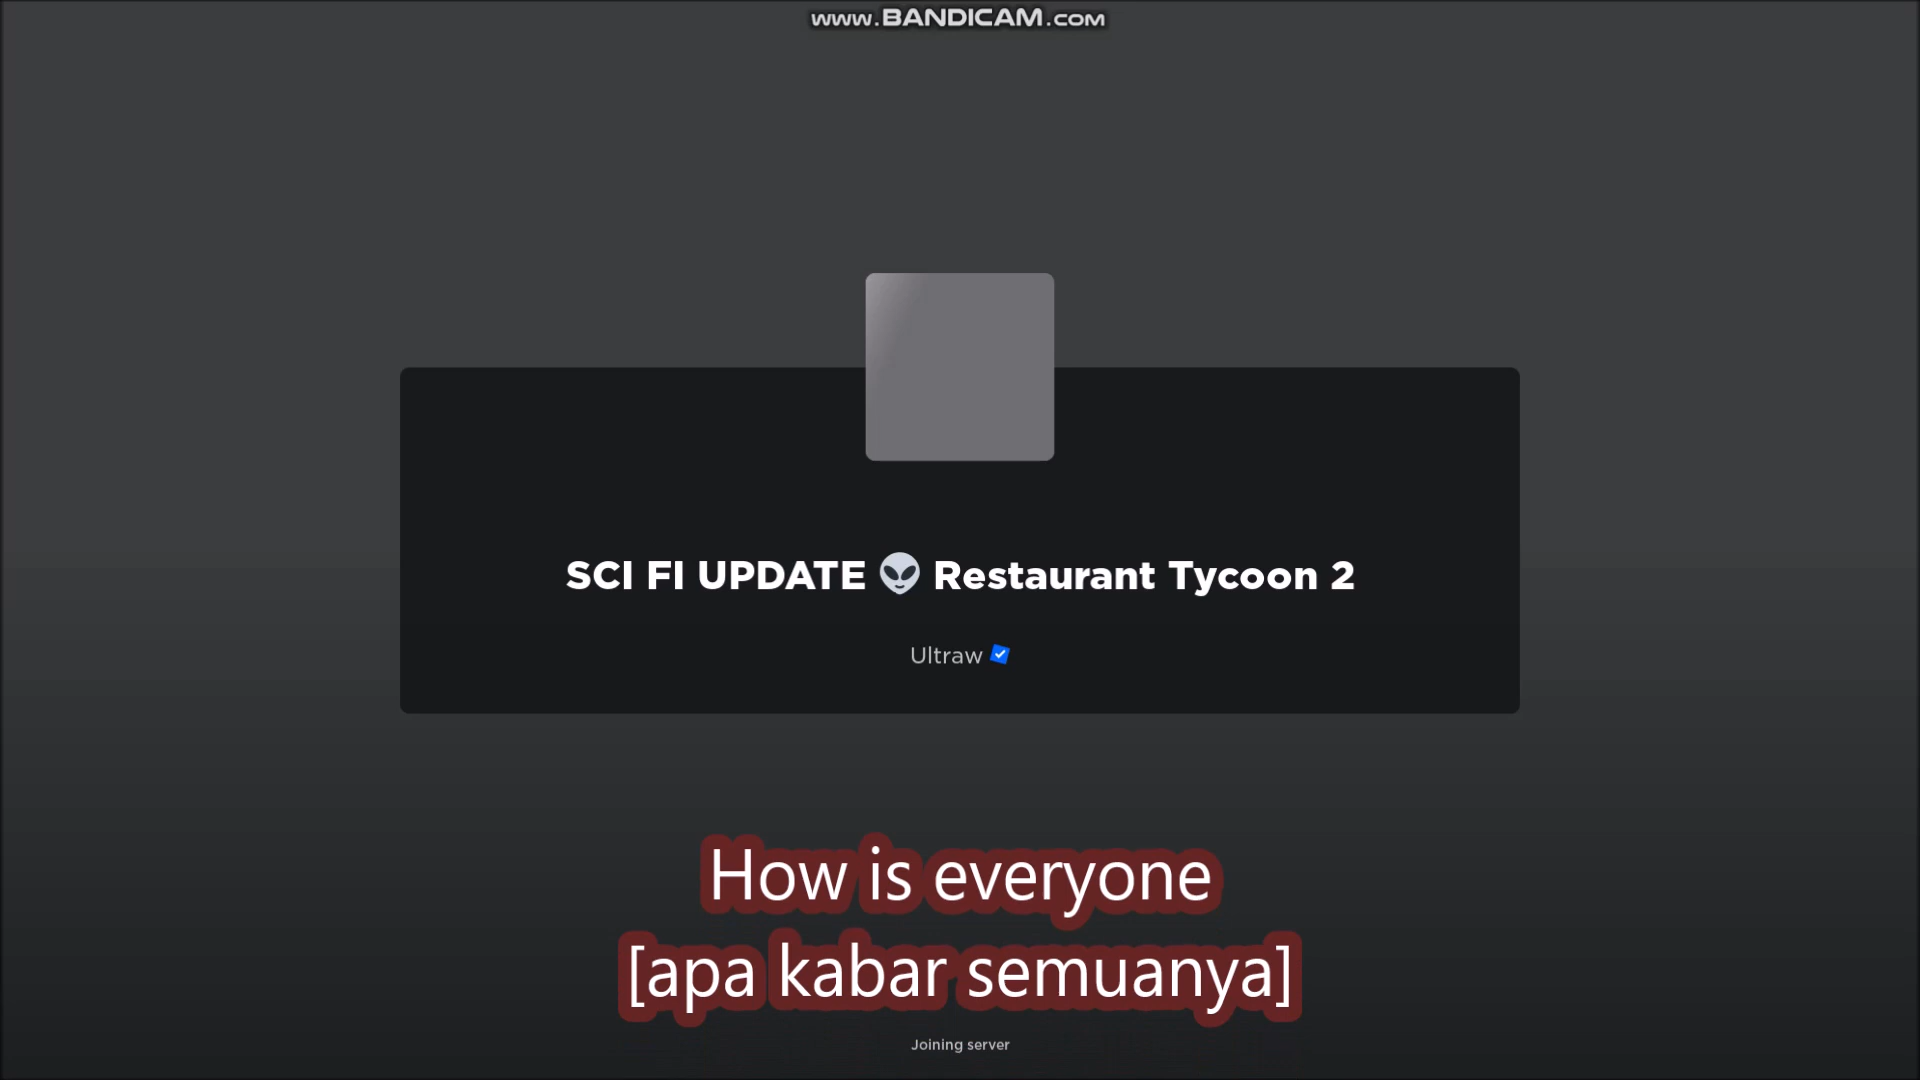 www.BANDICAM.com
SCI FI UPDATE 👽 Restaurant Tycoon 2
Ultraw
How is everyone
[apa kabar semuanya]
Joining server